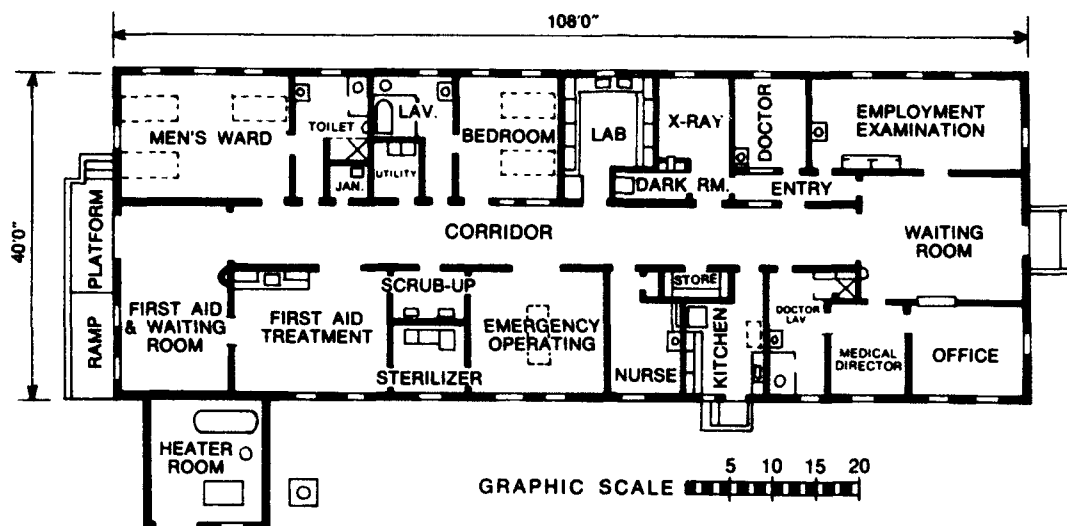 108'0"
40'0"
MEN'S WARD
TOILET
JAN.
LAV.
UTILITY
BEDROOM
LAB
X-RAY
DARK RM.
DOCTOR
ENTRY
EMPLOYMENT
EXAMINATION
PLATFORM
RAMP
CORRIDOR
WAITING
ROOM
FIRST AID
& WAITING
ROOM
FIRST AID
TREATMENT
SCRUB-UP
STERILIZER
EMERGENCY
OPERATING
NURSE
STORE
KITCHEN
DOCTOR
LAV
MEDICAL
DIRECTOR
OFFICE
HEATER
ROOM
GRAPHIC SCALE 5 10 15 20